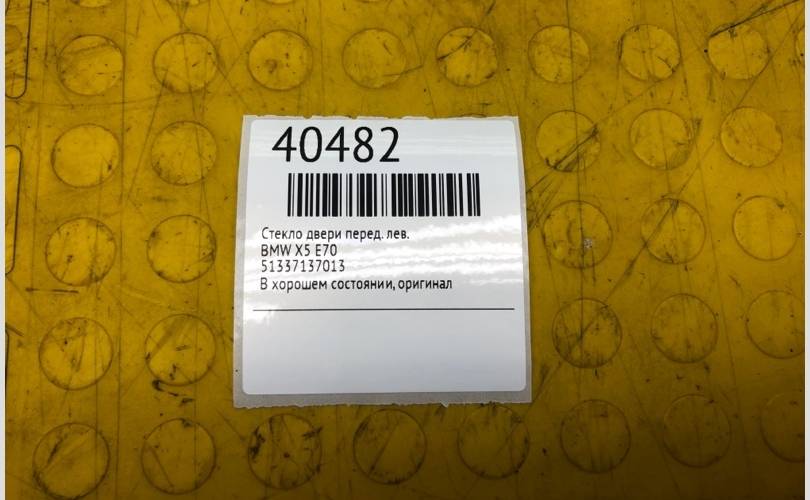 40482
Стекло двери перед. лев.
BMW X5 E70
51337137013
В хорошем состоянии, оригинал